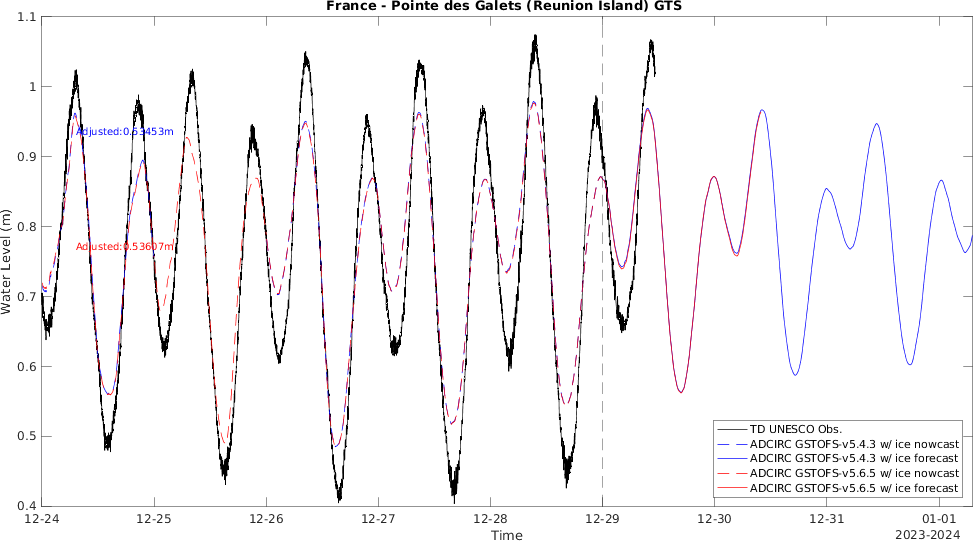 France - Pointe des Galets (Reunion Island) GTS
1.1
1
0.9
0.8
0.7
0.6
0.5
0.4
Water Level (m)
Adjusted:0.53453m
Adjusted:0.53607m
TD UNESCO Obs.
ADCIRC GSTOFS-v5.4.3 w/ ice nowcast
ADCIRC GSTOFS-v5.4.3 w/ ice forecast
ADCIRC GSTOFS-v5.6.5 w/ ice nowcast
ADCIRC GSTOFS-v5.6.5 w/ ice forecast
12-24 12-25 12-26 12-27 12-28 12-29 12-30 12-31 01-01
Time
2023-2024